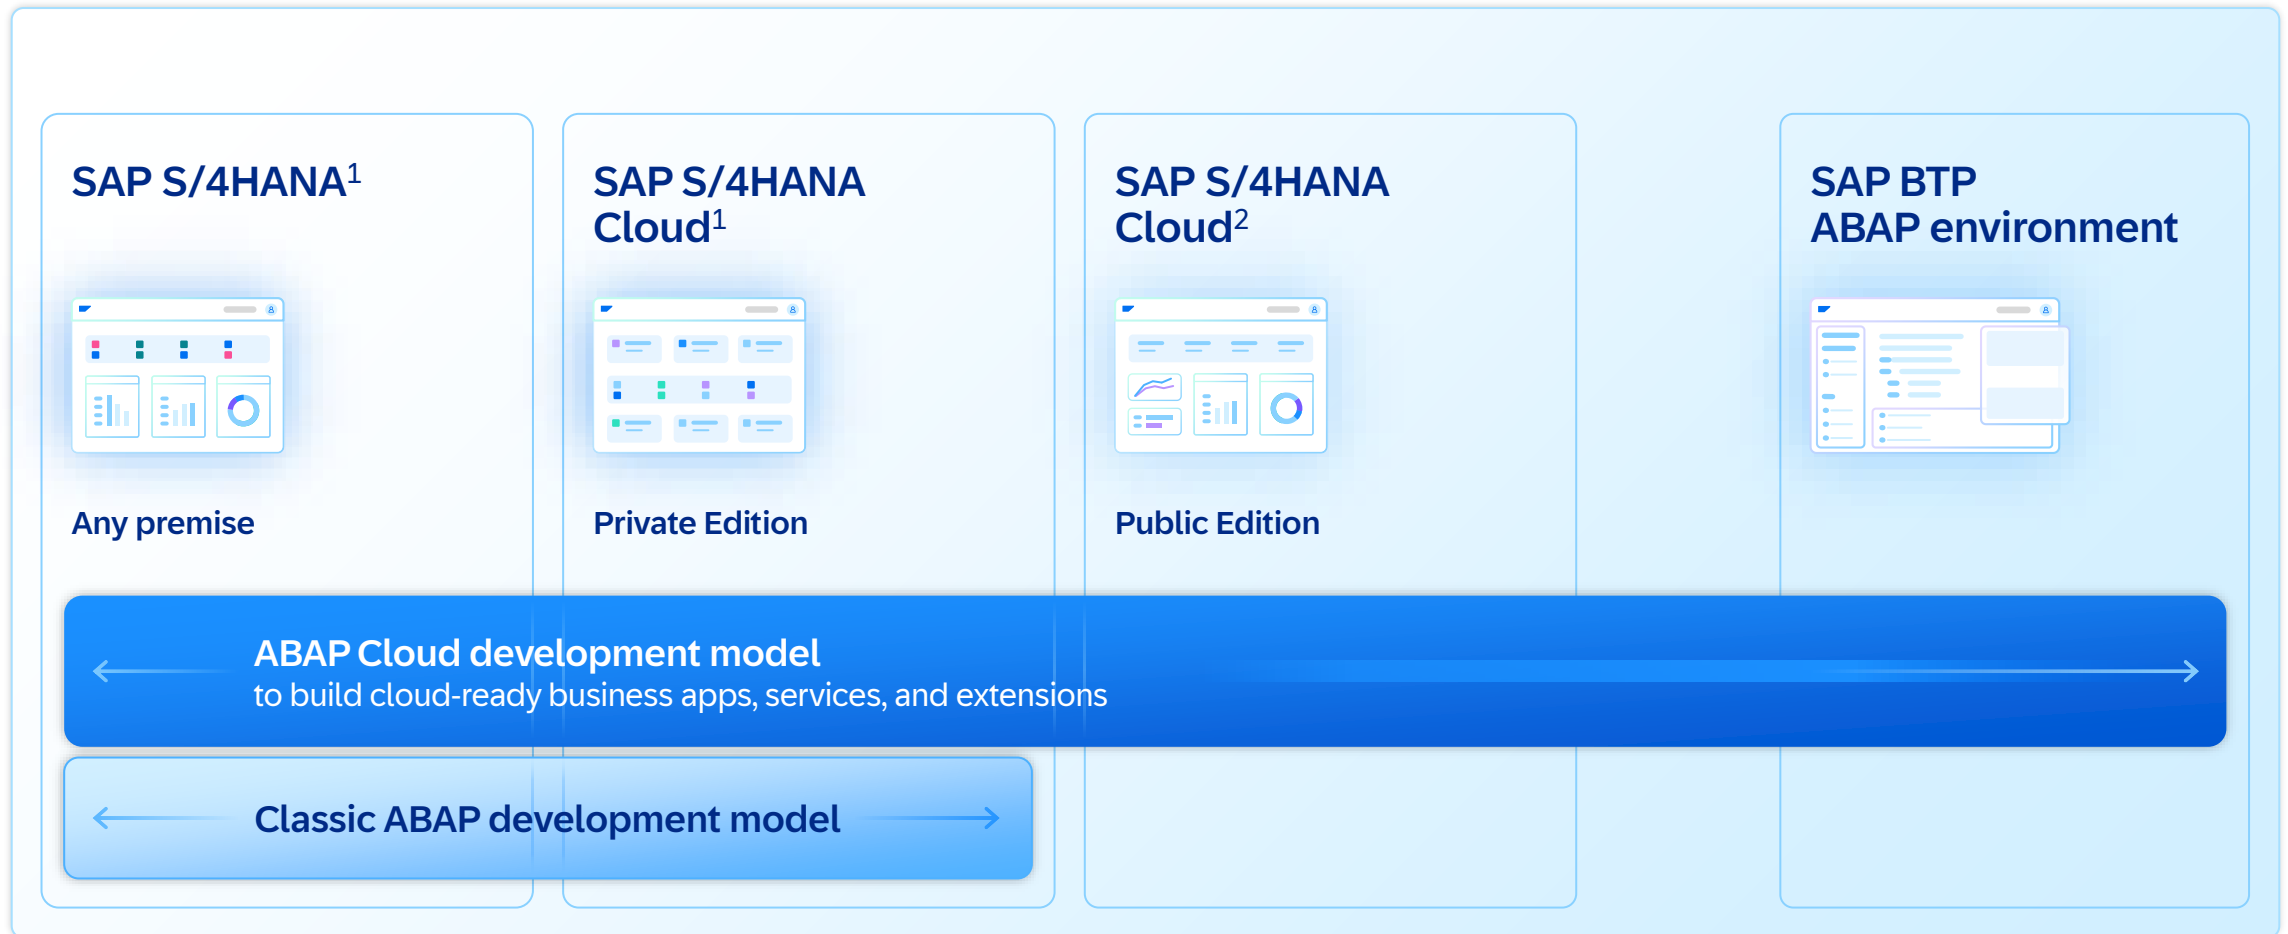 SAP S/4HANA¹
Any premise
SAP S/4HANA
Cloud¹
Private Edition
SAP S/4HANA
Cloud²
Public Edition
SAP BTP
ABAP environment
ABAP Cloud development model
to build cloud-ready business apps, services, and extensions
Classic ABAP development model